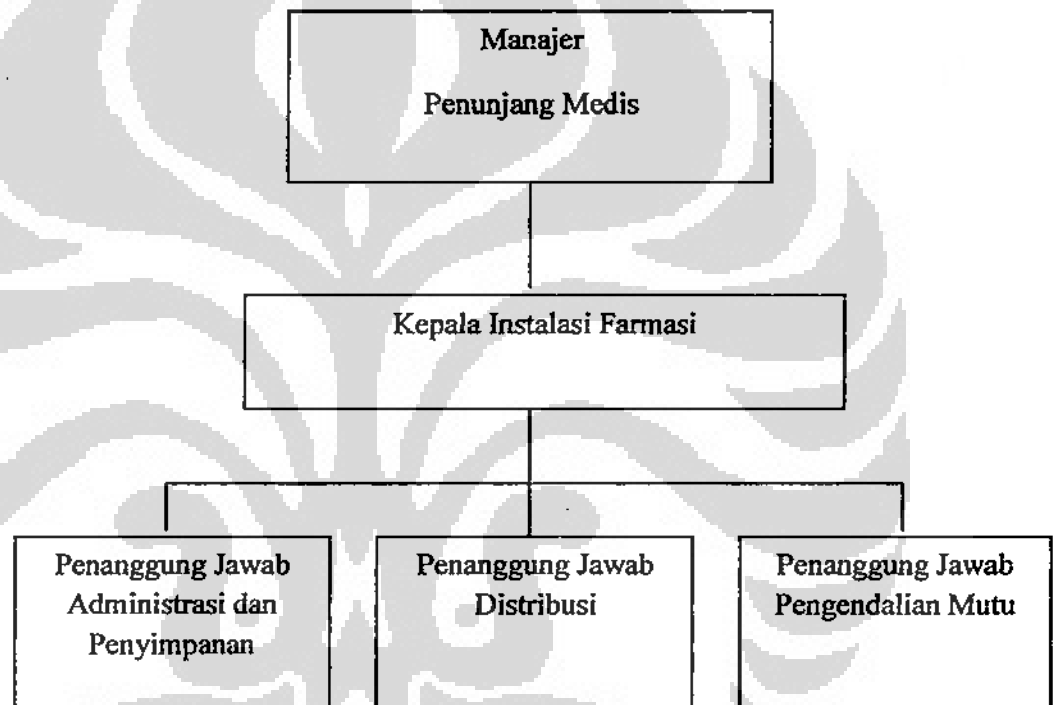 Manajer
Penunjang Medis
Kepala Instalasi Farmasi
Penanggung Jawab
Administrasi dan
Penyimpanan
Penanggung Jawab
Distribusi
Penanggung Jawab
Pengendalian Mutu